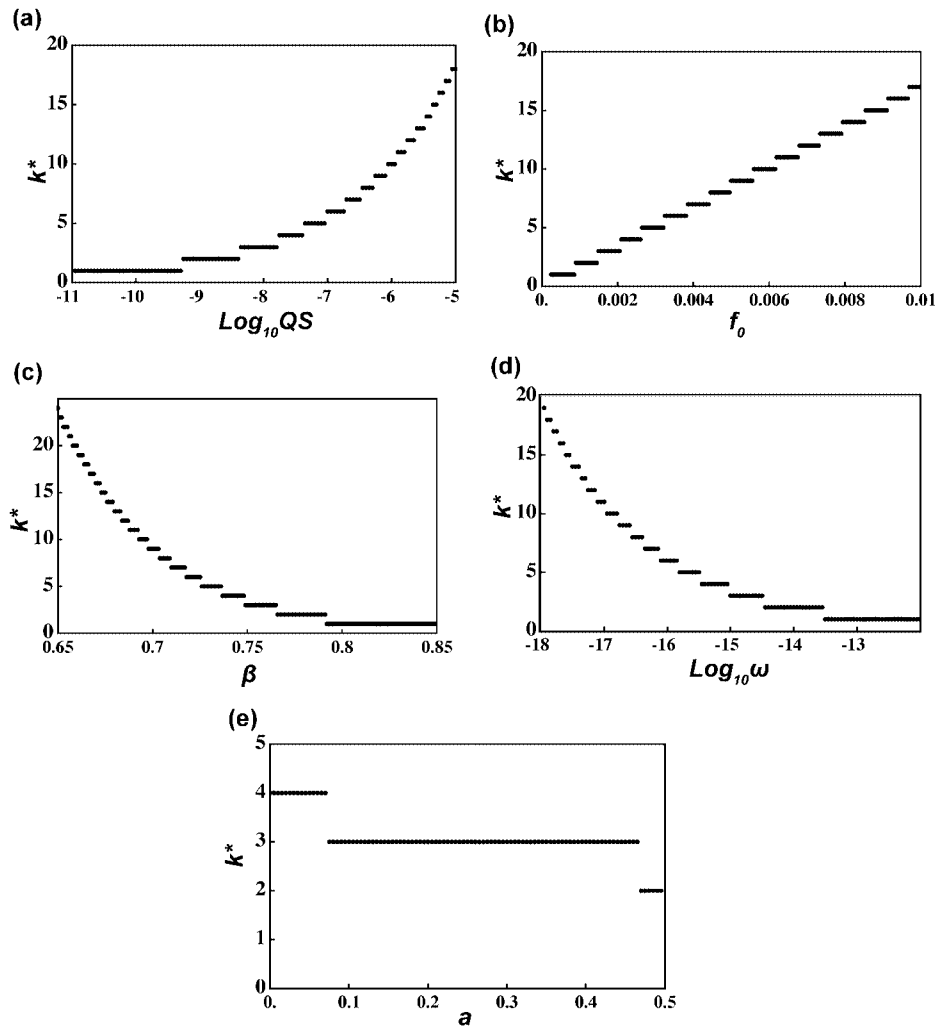 (a)
20
15
10
5
0
k*
-11 -10 -9 -8 -7 -6 -5
Log₁₀QS
(b)
20
15
10
5
0
k*
0. 0.002 0.004 0.006 0.008 0.01
f₀
(c)
20
15
10
5
0
k*
0.65 0.7 0.75 0.8 0.85
β
(d)
20
15
10
5
0
k*
-18 -17 -16 -15 -14 -13
Log₁₀ω
(e)
5
4
3
2
1
0
k*
0. 0.1 0.2 0.3 0.4 0.5
a